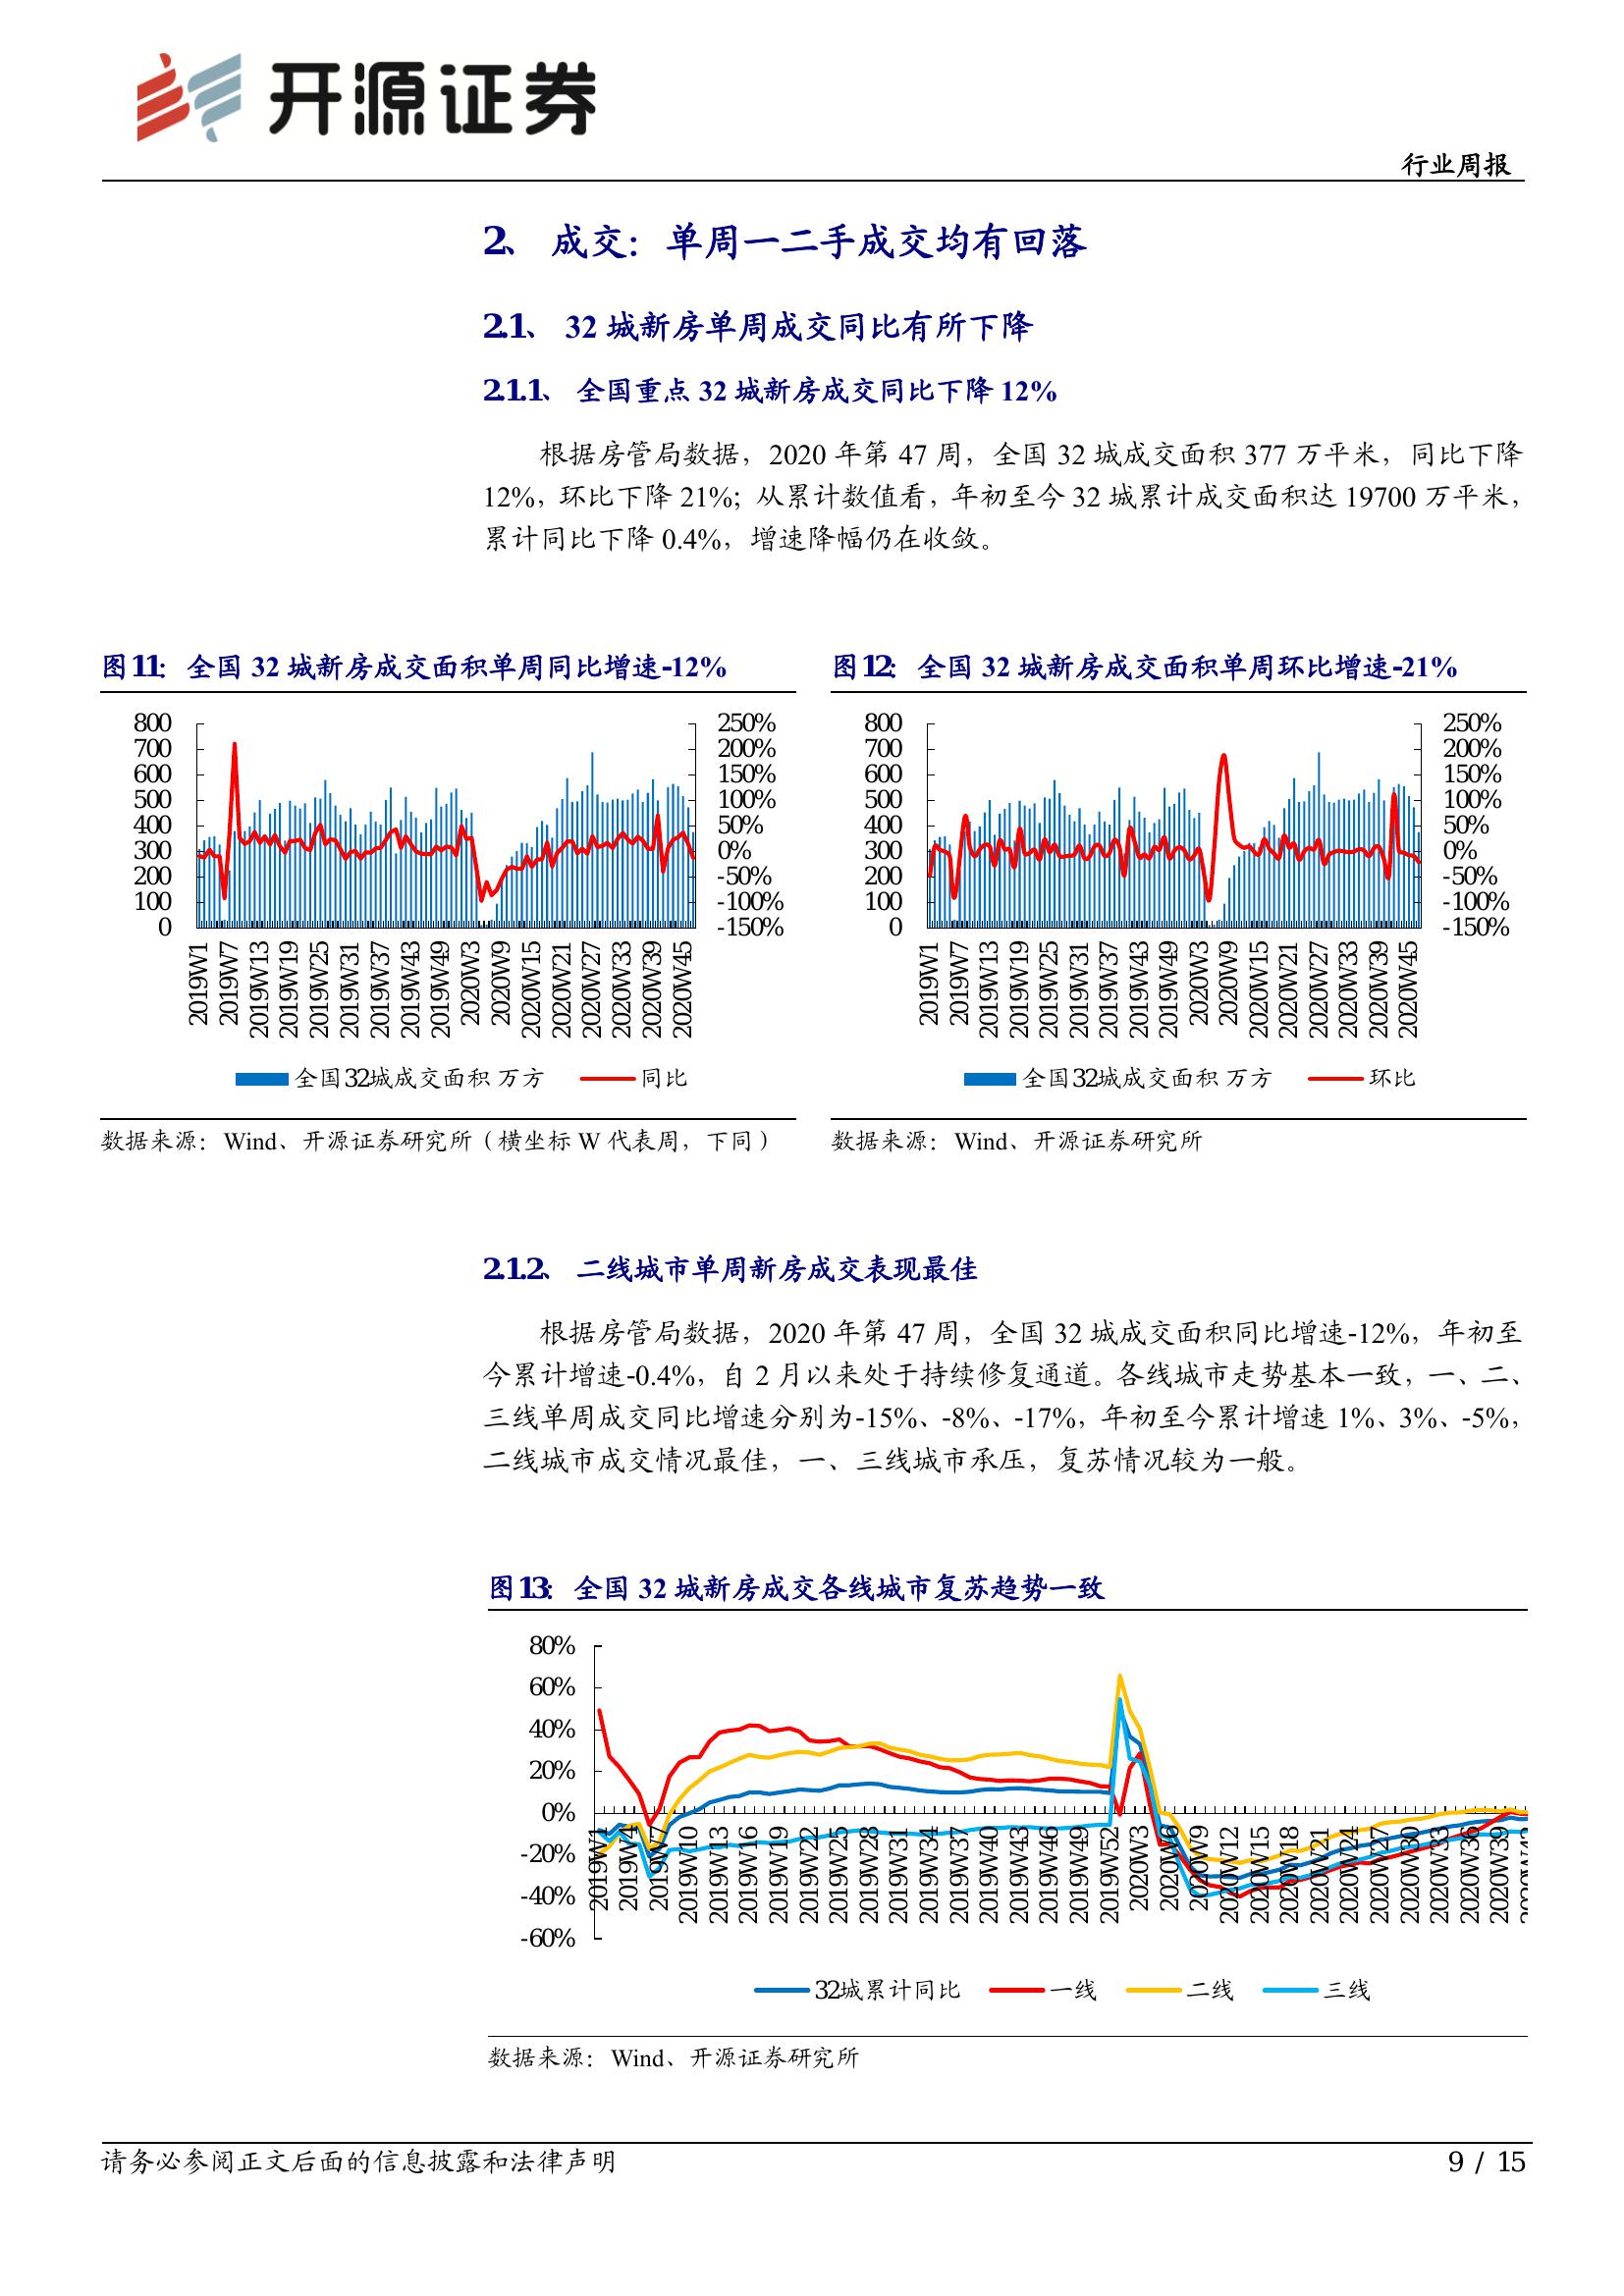 开源证券
行业周报
2、 成交：单周一二手成交均有回落
2.1、 32 城新房单周成交同比有所下降
2.1.1、 全国重点 32 城新房成交同比下降 12%
根据房管局数据，2020 年第 47 周，全国 32 城成交面积 377 万平米，同比下降
12%，环比下降 21%；从累计数值看，年初至今 32 城累计成交面积达 19700 万平米，
累计同比下降 0.4%，增速降幅仍在收敛。
图11： 全国 32 城新房成交面积单周同比增速-12%
800
700
600
500
400
300
200
100
0
250%
200%
150%
100%
50%
0%
-50%
-100%
-150%
2019W1
2019W7
2019W13
2019W19
2019W25
2019W31
2019W37
2019W43
2019W49
2020W3
2020W9
2020W15
2020W21
2020W27
2020W33
2020W39
2020W45
全国32城成交面积 万方
同比
数据来源：Wind、开源证券研究所（横坐标 W 代表周，下同）
图12： 全国 32 城新房成交面积单周环比增速-21%
800
700
600
500
400
300
200
100
0
250%
200%
150%
100%
50%
0%
-50%
-100%
-150%
2019W1
2019W7
2019W13
2019W19
2019W25
2019W31
2019W37
2019W43
2019W49
2020W3
2020W9
2020W15
2020W21
2020W27
2020W33
2020W39
2020W45
全国32城成交面积 万方
环比
数据来源：Wind、开源证券研究所
2.1.2、 二线城市单周新房成交表现最佳
根据房管局数据，2020 年第 47 周，全国 32 城成交面积同比增速-12%，年初至
今累计增速-0.4%，自 2 月以来处于持续修复通道。各线城市走势基本一致，一、二、
三线单周成交同比增速分别为-15%、-8%、-17%，年初至今累计增速 1%、3%、-5%，
二线城市成交情况最佳，一、三线城市承压，复苏情况较为一般。
图13： 全国 32 城新房成交各线城市复苏趋势一致
80%
60%
40%
20%
0%
-20%
-40%
-60%
2019W1
2019W4
2019W7
2019W10
2019W13
2019W16
2019W19
2019W22
2019W25
2019W28
2019W31
2019W34
2019W37
2019W40
2019W43
2019W46
2019W49
2019W52
2020W3
2020W6
2020W9
2020W12
2020W15
2020W18
2020W21
2020W24
2020W27
2020W30
2020W33
2020W36
2020W39
32城累计同比
一线
二线
三线
数据来源：Wind、开源证券研究所
请务必参阅正文后面的信息披露和法律声明
9 / 15